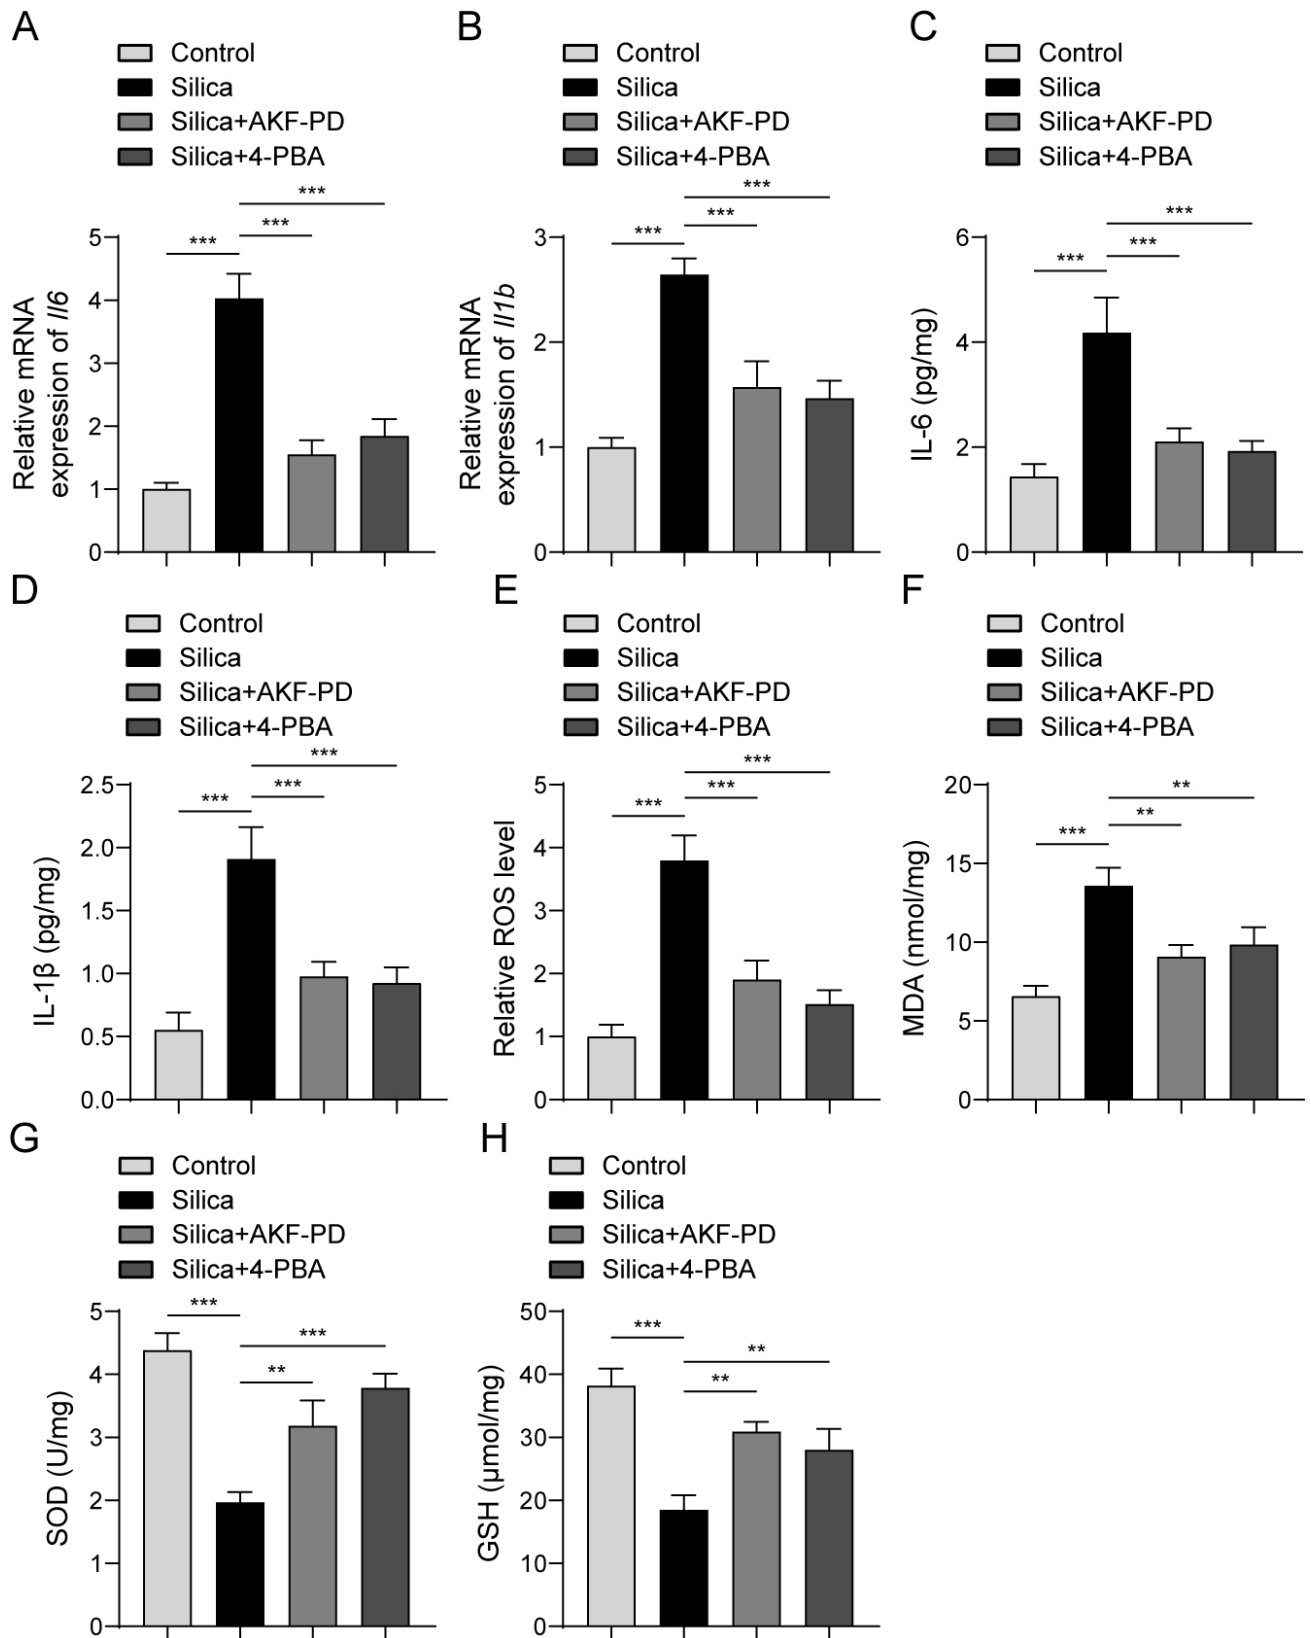 A
Control
Silica
Silica+AKF-PD
Silica+4-PBA
***
***
***
5
4
3
2
1
0
Relative mRNA
expression of Il6
B
Control
Silica
Silica+AKF-PD
Silica+4-PBA
***
***
***
3
2
1
0
Relative mRNA
expression of Il1b
C
Control
Silica
Silica+AKF-PD
Silica+4-PBA
***
***
***
6
4
2
0
IL-6 (pg/mg)
D
Control
Silica
Silica+AKF-PD
Silica+4-PBA
***
***
***
2.5
2.0
1.5
1.0
0.5
0.0
IL-1β (pg/mg)
E
Control
Silica
Silica+AKF-PD
Silica+4-PBA
***
***
***
5
4
3
2
1
0
Relative ROS level
F
Control
Silica
Silica+AKF-PD
Silica+4-PBA
**
**
***
20
15
10
5
0
MDA (nmol/mg)
G
Control
Silica
Silica+AKF-PD
Silica+4-PBA
***
***
**
5
4
3
2
1
0
SOD (U/mg)
H
Control
Silica
Silica+AKF-PD
Silica+4-PBA
***
**
**
50
40
30
20
10
0
GSH (μmol/mg)